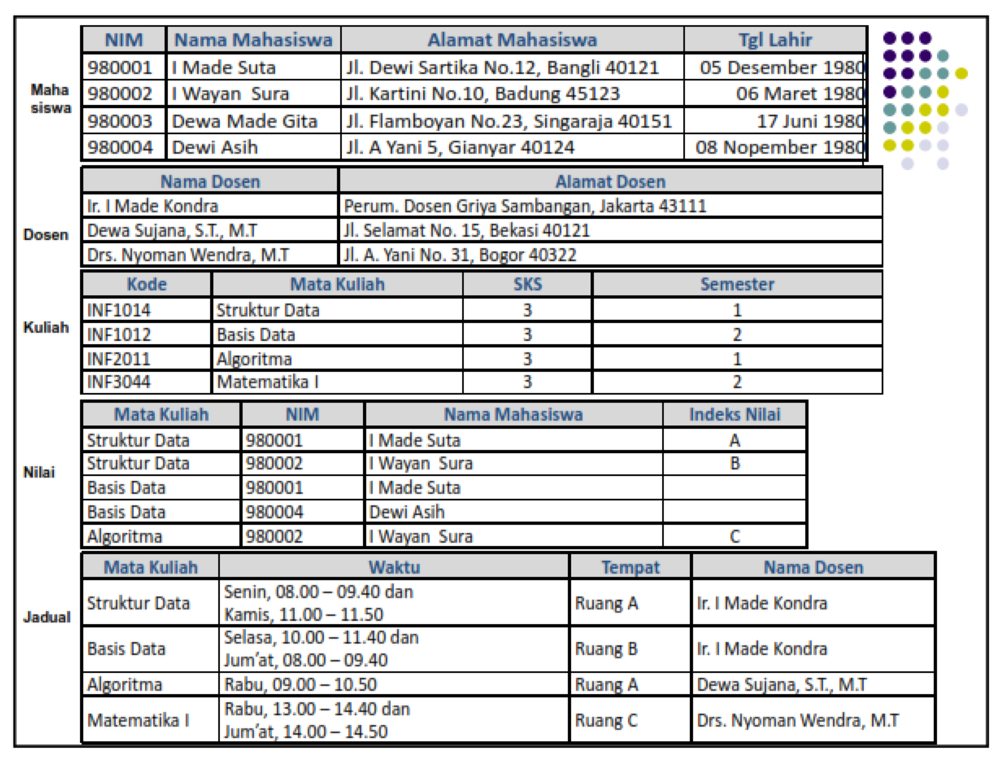 NIM Nama Mahasiswa Alamat Mahasiswa Tgl Lahir
980001 I Made Suta Jl. Dewi Sartika No.12, Bangli 40121 05 Desember 1980
Maha
siswa
980002 I Wayan Sura Jl. Kartini No.10, Badung 45123 06 Maret 1980
980003 Dewa Made Gita Jl. Flamboyan No.23, Singaraja 40151 17 Juni 1980
980004 Dewi Asih Jl. A Yani 5, Gianyar 40124 08 Nopember 1980
Nama Dosen Alamat Dosen
Ir. I Made Kondra Perum. Dosen Griya Sambangan, Jakarta 43111
Dosen
Dewa Sujana, S.T., M.T Jl. Selamat No. 15, Bekasi 40121
Drs. Nyoman Wendra, M.T Jl. A. Yani No. 31, Bogor 40322
Kode Mata Kuliah SKS Semester
INF1014 Struktur Data 3 1
Kuliah
INF1012 Basis Data 3 2
INF2011 Algoritma 3 1
INF3044 Matematika I 3 2
Mata Kuliah NIM Nama Mahasiswa Indeks Nilai
Struktur Data 980001 I Made Suta A
Struktur Data 980002 I Wayan Sura B
Nilai
Basis Data 980001 I Made Suta
Basis Data 980004 Dewi Asih
Algoritma 980002 I Wayan Sura C
Mata Kuliah Waktu Tempat Nama Dosen
Struktur Data Senin, 08.00 – 09.40 dan
Kamis, 11.00 – 11.50 Ruang A Ir. I Made Kondra
Jadual
Basis Data Selasa, 10.00 – 11.40 dan
Jum’at, 08.00 – 09.40 Ruang B Ir. I Made Kondra
Algoritma Rabu, 09.00 – 10.50 Ruang A Dewa Sujana, S.T., M.T
Matematika I Rabu, 13.00 – 14.40 dan
Jum’at, 14.00 – 14.50 Ruang C Drs. Nyoman Wendra, M.T